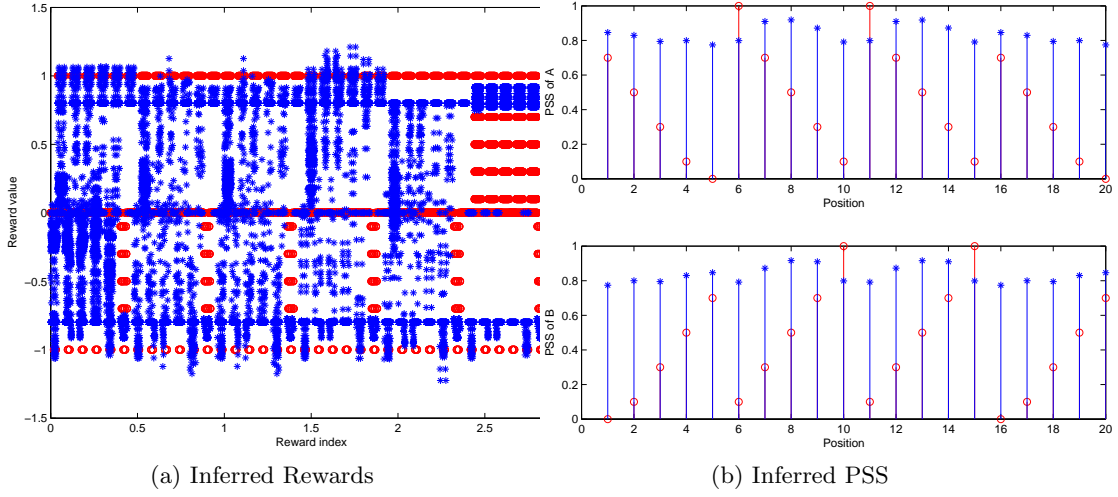 1.5
1
0.5
0
−0.5
−1
−1.5
Reward value
0 0.5 1 1.5 2 2.5
Reward index
(a) Inferred Rewards
1
0.8
0.6
0.4
0.2
0
PSS of A
0 2 4 6 8 10 12 14 16 18 20
Position
1
0.8
0.6
0.4
0.2
0
PSS of B
0 2 4 6 8 10 12 14 16 18 20
Position
(b) Inferred PSS